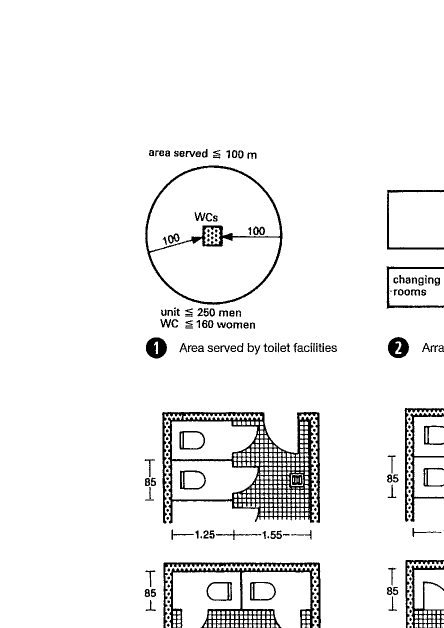 area served ≦ 100 m
WCs
100
100
unit ≦ 250 men
WC ≦ 160 women
1 Area served by toilet facilities
changing
rooms
2 Arra
85
1.25
1.55
85
85
85